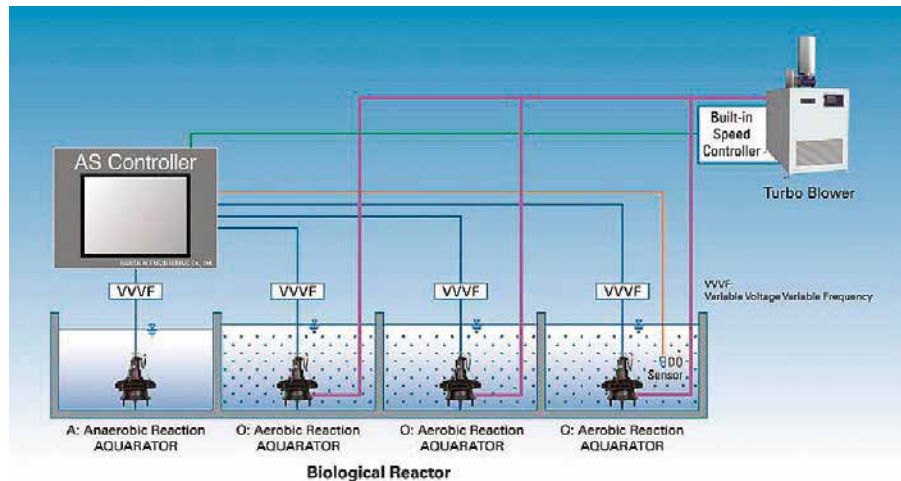 AS Controller
Built-in
Speed
Controller
Turbo Blower
VVVF
VVVF
VVVF
VVVF
VVVF:
Variable Voltage Variable Frequency
DO
Sensor
A: Anaerobic Reaction
AQUARATOR
O: Aerobic Reaction
AQUARATOR
O: Aerobic Reaction
AQUARATOR
O: Aerobic Reaction
AQUARATOR
Biological Reactor